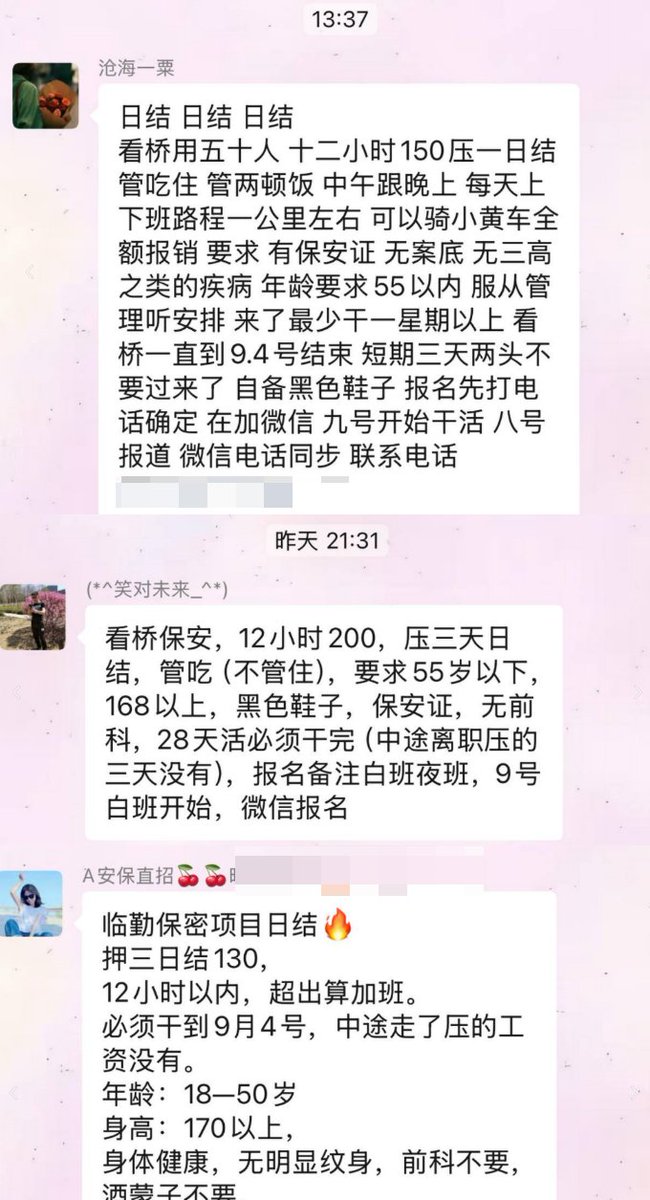 13:37
沧海一粟
日结 日结 日结
看桥用五十人 十二小时150压一日结
管吃住 管两顿饭 中午跟晚上 每天上
下班路程一公里左右 可以骑小黄车全
额报销 要求 有保安证 无案底 无三高
之类的疾病 年龄要求55以内 服从管
理听安排 来了最少干一星期以上 看
桥一直到9.4号结束 短期三天两头不
要过来了 自备黑色鞋子 报名先打电
话确定 在加微信 九号开始干活 八号
报道 微信电话同步 联系电话
昨天 21:31
(*^笑对未来_^*)
看桥保安，12小时200，压三天日
结，管吃（不管住），要求55岁以下，
168以上，黑色鞋子，保安证，无前
科，28天活必须干完（中途离职压的
三天没有），报名备注白班夜班，9号
白班开始，微信报名
A安保直招🍒🍒
临勤保密项目日结🔥
押三日结130，
12小时以内，超出算加班。
必须干到9月4号，中途走了压的工
资没有。
年龄：18—50岁
身高：170以上，
身体健康，无明显纹身，前科不要，
洒蒙子不要